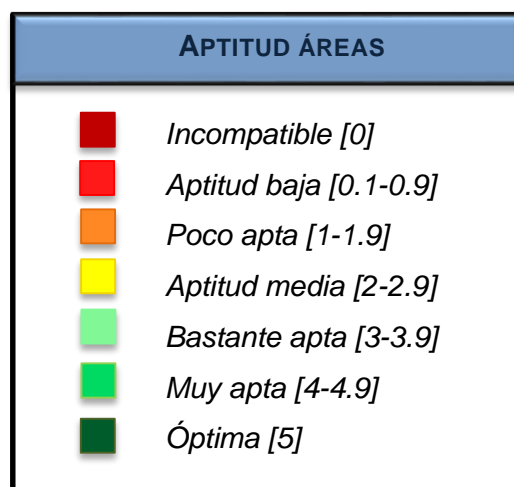 APTITUD ÁREAS
Incompatible [0]
Aptitud baja [0.1-0.9]
Poco apta [1-1.9]
Aptitud media [2-2.9]
Bastante apta [3-3.9]
Muy apta [4-4.9]
Óptima [5]